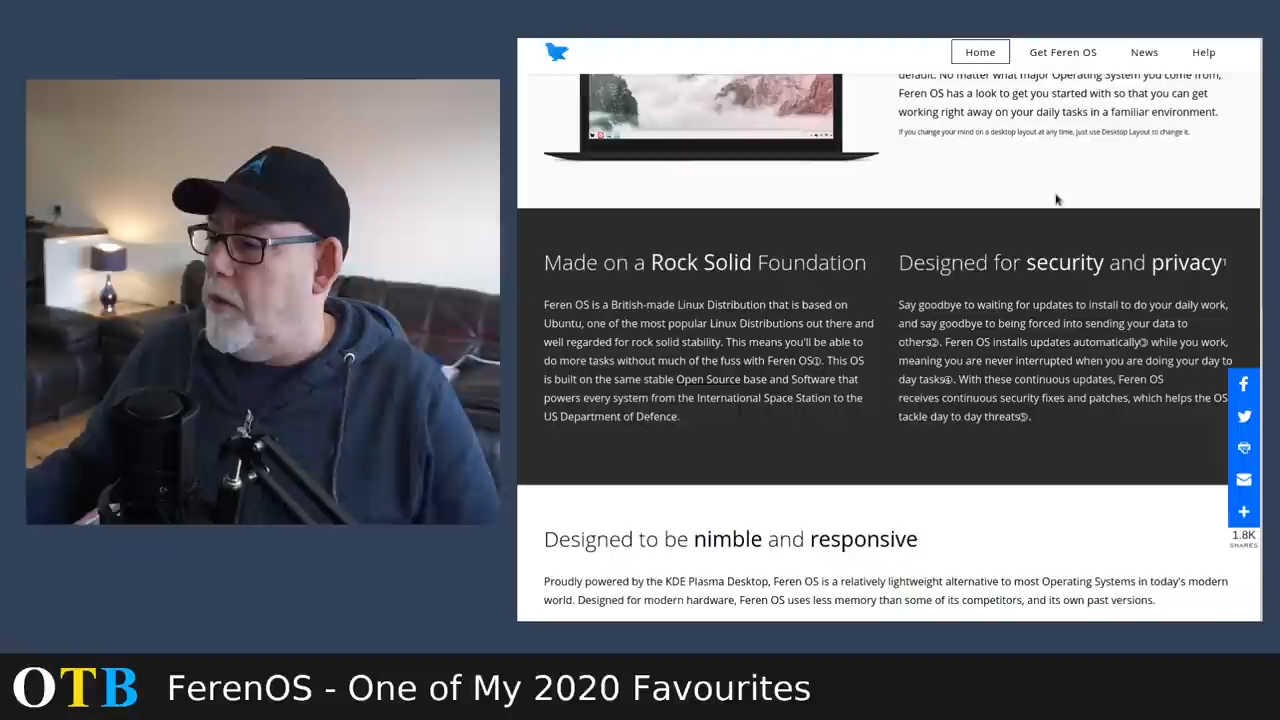 Home
Get Feren OS
News
Help
default. No matter what major Operating System you come from,
Feren OS has a look to get you started with so that you can get
working right away on your daily tasks in a familiar environment.
If you change your mind on a desktop layout at any time, just use Desktop Layout to change it.
Made on a Rock Solid Foundation
Feren OS is a British-made Linux Distribution that is based on
Ubuntu, one of the most popular Linux Distributions out there and
well regarded for rock solid stability. This means you'll be able to
do more tasks without much of the fuss with Feren OS①. This OS
is built on the same stable Open Source base and Software that
powers every system from the International Space Station to the
US Department of Defence.
Designed for security and privacy¹
Say goodbye to waiting for updates to install to do your daily work,
and say goodbye to being forced into sending your data to
others②. Feren OS installs updates automatically③ while you work,
meaning you are never interrupted when you are doing your day to
day tasks④. With these continuous updates, Feren OS
receives continuous security fixes and patches, which helps the OS
tackle day to day threats⑤.
1.8K
SHARES
Designed to be nimble and responsive
Proudly powered by the KDE Plasma Desktop, Feren OS is a relatively lightweight alternative to most Operating Systems in today's modern
world. Designed for modern hardware, Feren OS uses less memory than some of its competitors, and its own past versions.
OTB FerenOS - One of My 2020 Favourites